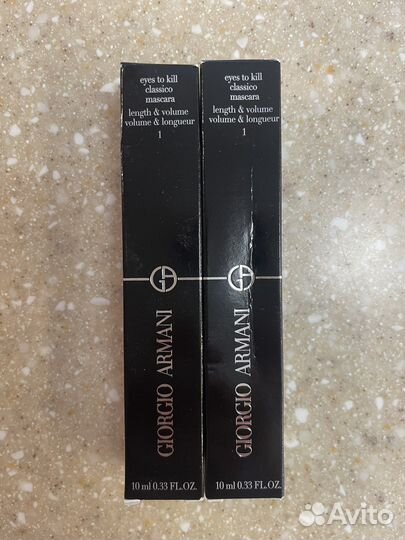 eyes to kill
classico
mascara
length & volume
volume & longueur
1
GIORGIO ARMANI
10 ml 0.33 FL.OZ.
eyes to kill
classico
mascara
length & volume
volume & longueur
1
GIORGIO ARMANI
10 ml 0.33 FL.OZ.
Avito